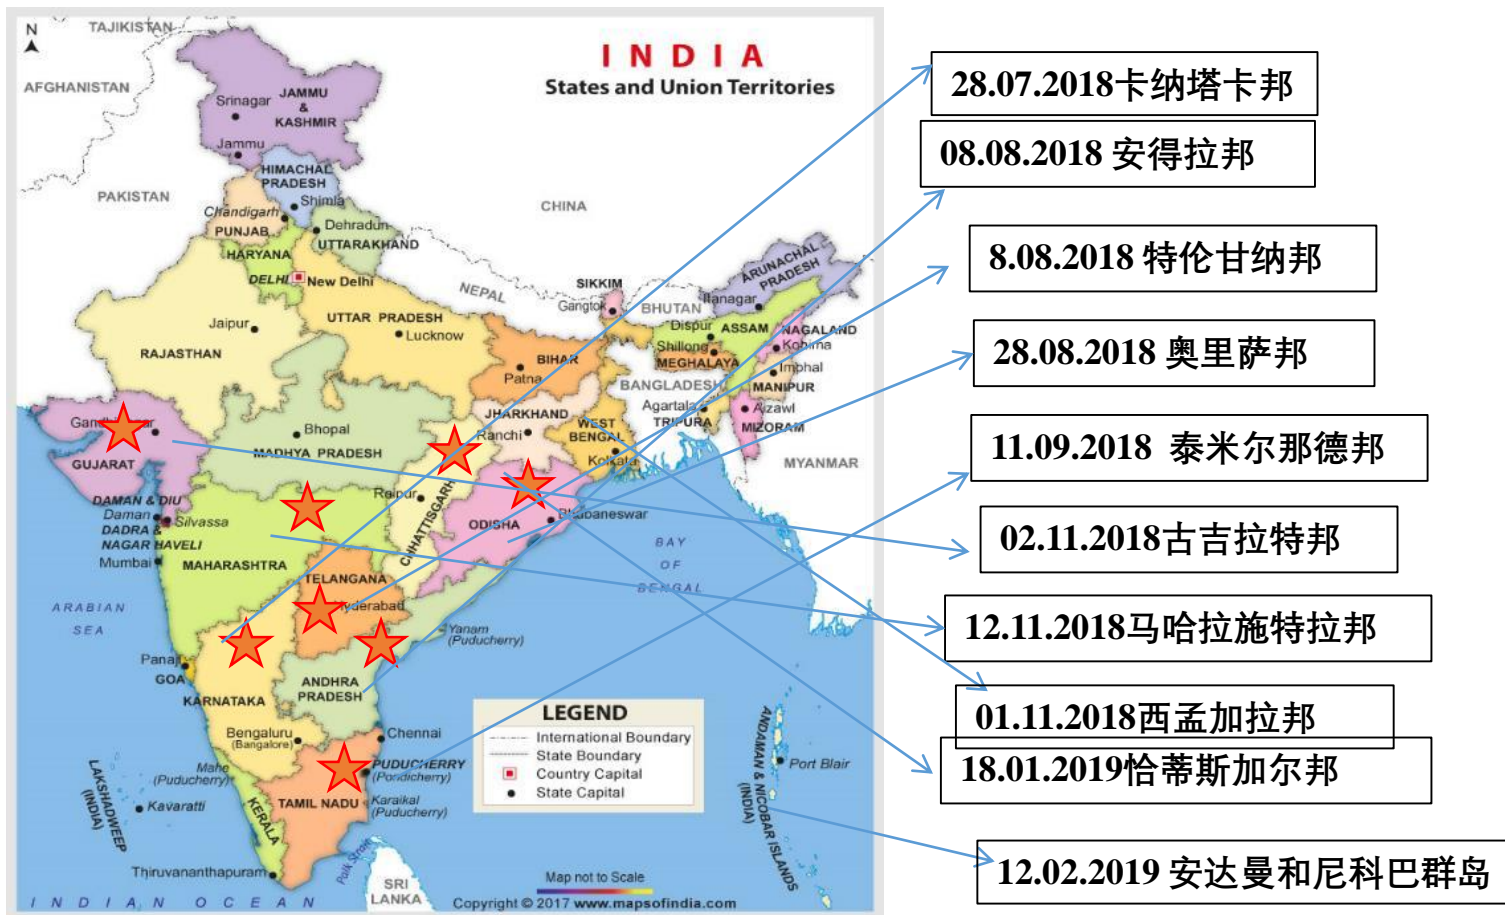 N
TAJIKISTAN
AFGHANISTAN
PAKISTAN
CHINA
INDIA
States and Union Territories
Srinagar
JAMMU
&
KASHMIR
Jammu
HIMACHAL
PRADESH
Shimla
Chandigarh
PUNJAB
Dehradun
UTTARAKHAND
HARYANA
DELHI
New Delhi
Jaipur
RAJASTHAN
UTTAR PRADESH
Lucknow
NEPAL
SIKKIM
Gangtok
BHUTAN
ARUNACHAL
PRADESH
Itanagar
Dispur
ASSAM
NAGALAND
Kohima
Shillong
MEGHALAYA
Imphal
MANIPUR
BANGLADESH
Agartala
TRIPURA
Aizawl
MIZORAM
MYANMAR
BIHAR
Patna
JHARKHAND
Ranchi
WEST
BENGAL
Kolkata
GUJARAT
Bhopal
MADHYA PRADESH
DAMAN & DIU
Daman
Silvassa
DADRA &
NAGAR HAVELI
Mumbai
MAHARASHTRA
Raipur
CHHATTISGARH
ODISHA
Bhubaneswar
BAY
OF
BENGAL
ARABIAN
SEA
TELANGANA
Hyderabad
Yanam
(Puducherry)
Panaji
GOA
KARNATAKA
ANDHRA
PRADESH
Bengaluru
(Bangalore)
Chennai
Mahe
(Puducherry)
PUDUCHERRY
(Pondicherry)
TAMIL NADU
Karaikal
(Puducherry)
KERALA
LAKSHADWEEP
(INDIA)
Kavaratti
Thiruvananthapuram
Palk Strait
SRI
LANKA
INDIAN OCEAN
ANDAMAN & NICOBAR ISLANDS
(INDIA)
Port Blair
LEGEND
International Boundary
State Boundary
Country Capital
State Capital
Map not to Scale
Copyright © 2017 www.mapsofindia.com
28.07.2018卡纳塔卡邦
08.08.2018 安得拉邦
8.08.2018 特伦甘纳邦
28.08.2018 奥里萨邦
11.09.2018 泰米尔那德邦
02.11.2018古吉拉特邦
12.11.2018马哈拉施特拉邦
01.11.2018西孟加拉邦
18.01.2019恰蒂斯加尔邦
12.02.2019 安达曼和尼科巴群岛